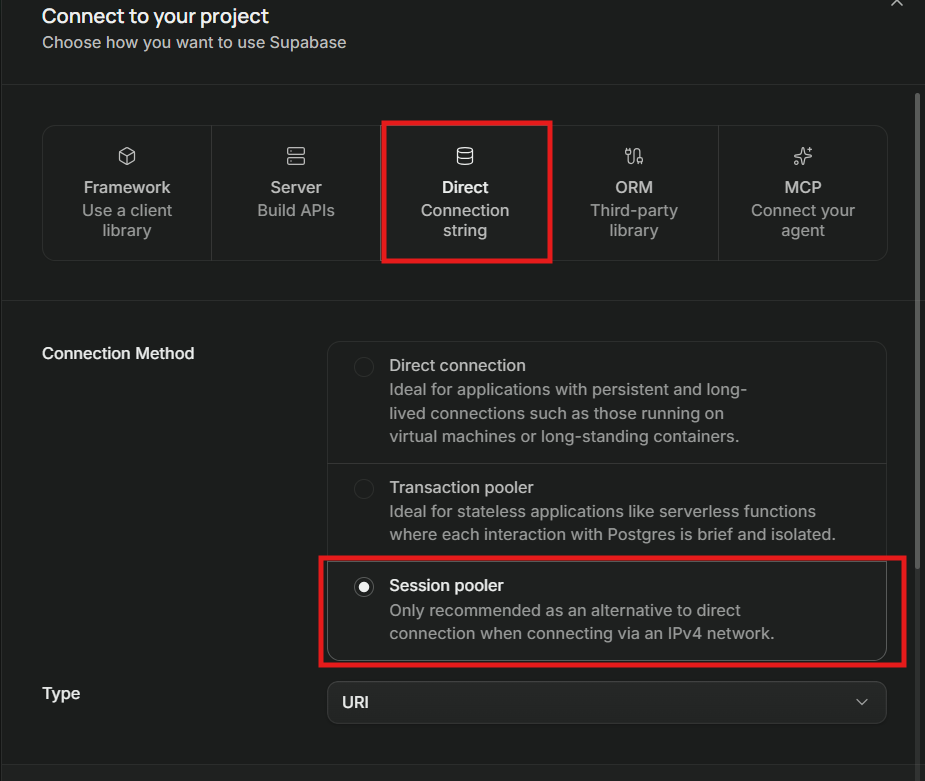 Connect to your project
Choose how you want to use Supabase
Framework
Use a client
library
Server
Build APIs
Direct
Connection
string
ORM
Third-party
library
MCP
Connect your
agent
Connection Method
Direct connection
Ideal for applications with persistent and long-
lived connections such as those running on
virtual machines or long-standing containers.
Transaction pooler
Ideal for stateless applications like serverless functions
where each interaction with Postgres is brief and isolated.
Session pooler
Only recommended as an alternative to direct
connection when connecting via an IPv4 network.
Type
URI